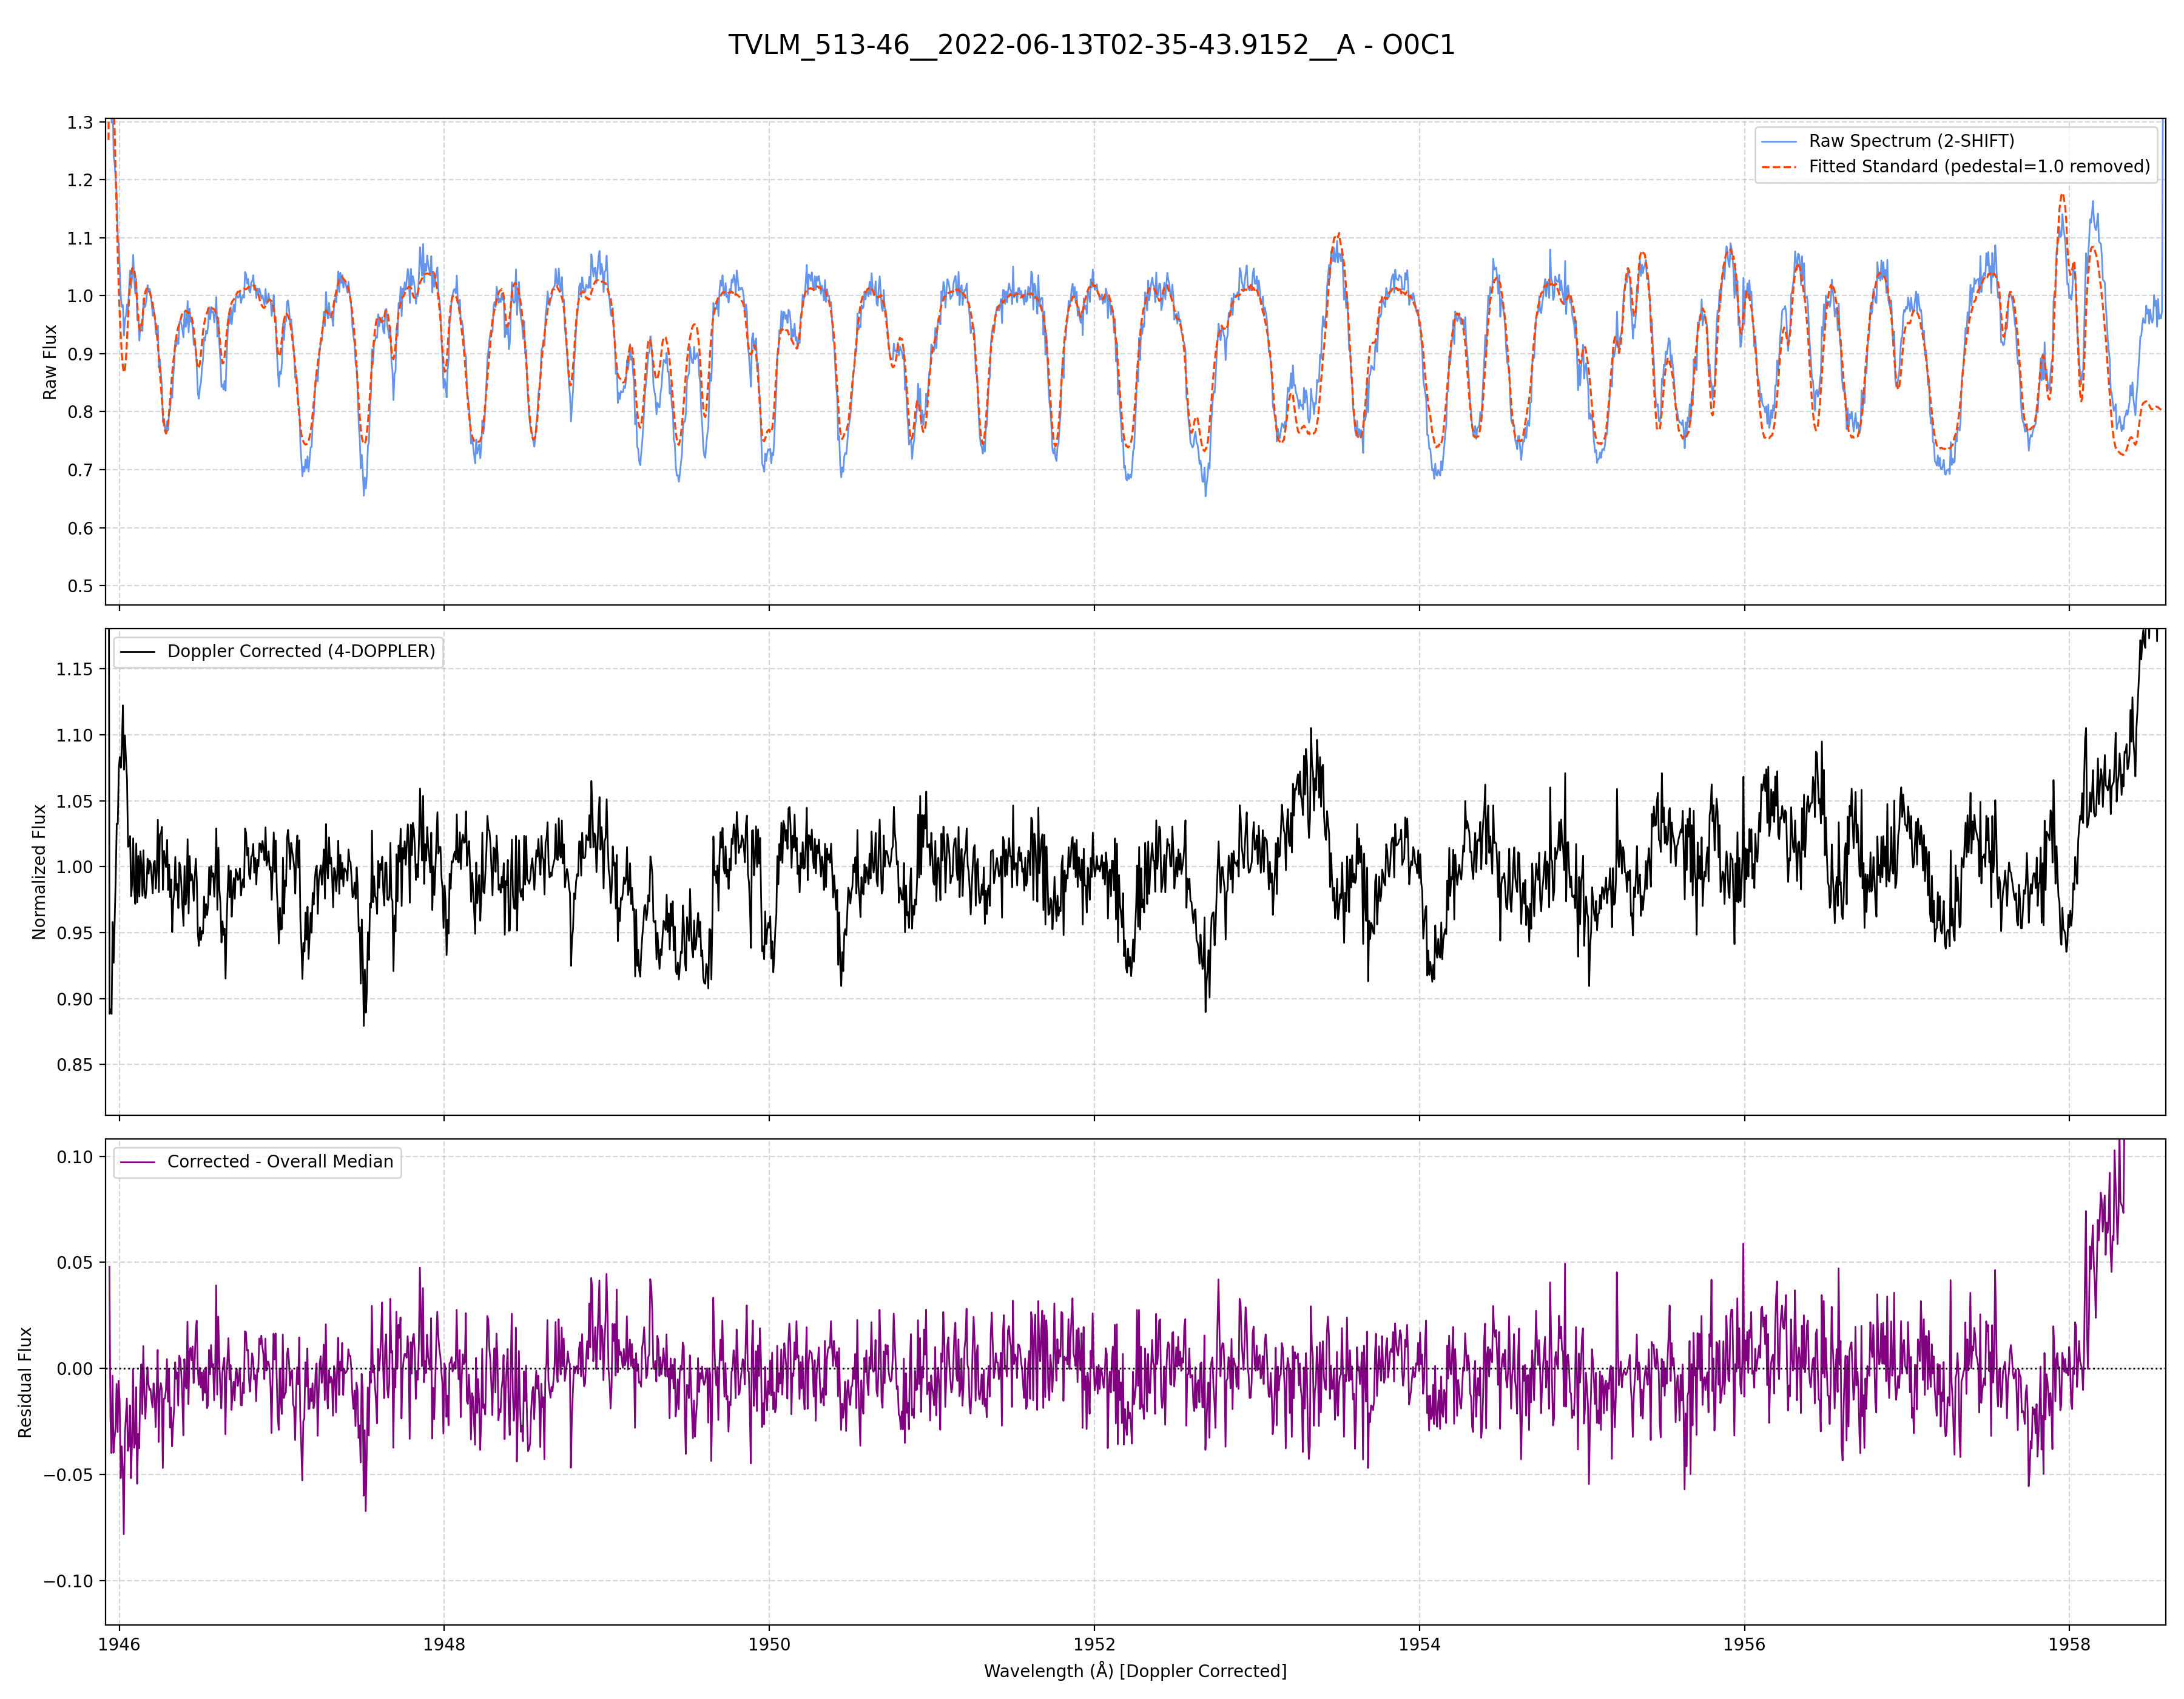 TVLM_513-46__2022-06-13T02-35-43.9152__A - O0C1
1.3
1.2
1.1
1.0
0.9
0.8
0.7
0.6
0.5
Raw Flux
Raw Spectrum (2-SHIFT)
Fitted Standard (pedestal=1.0 removed)
1.15
1.10
1.05
1.00
0.95
0.90
0.85
Normalized Flux
Doppler Corrected (4-DOPPLER)
0.10
0.05
0.00
−0.05
−0.10
Residual Flux
Corrected - Overall Median
1946 1948 1950 1952 1954 1956 1958
Wavelength (Å) [Doppler Corrected]